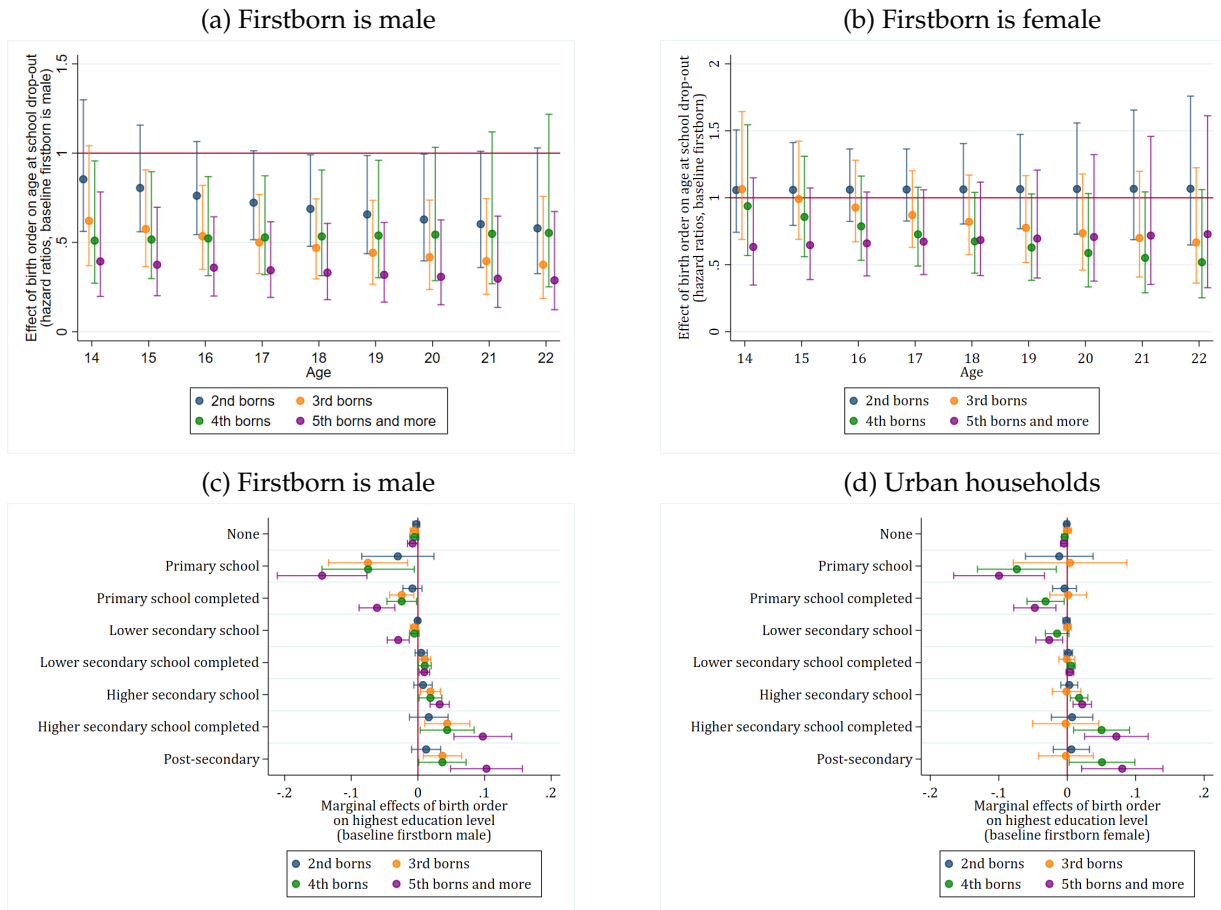 (a) Firstborn is male
Effect of birth order on age at school drop-out
(hazard ratios, baseline firstborn is male)
1.5
1
.5
0
14 15 16 17 18 19 20 21 22
Age
2nd borns 3rd borns
4th borns 5th borns and more
(b) Firstborn is female
Effect of birth order on age at school drop-out
(hazard ratios, baseline firstborn)
2
1.5
1
.5
0
14 15 16 17 18 19 20 21 22
Age
2nd borns 3rd borns
4th borns 5th borns and more
(c) Firstborn is male
None
Primary school
Primary school completed
Lower secondary school
Lower secondary school completed
Higher secondary school
Higher secondary school completed
Post-secondary
-.2 -.1 0 .1 .2
Marginal effects of birth order
on highest education level
(baseline firstborn male)
2nd borns 3rd borns
4th borns 5th borns and more
(d) Urban households
None
Primary school
Primary school completed
Lower secondary school
Lower secondary school completed
Higher secondary school
Higher secondary school completed
Post-secondary
-.2 -.1 0 .1 .2
Marginal effects of birth order
on highest education level
(baseline firstborn female)
2nd borns 3rd borns
4th borns 5th borns and more